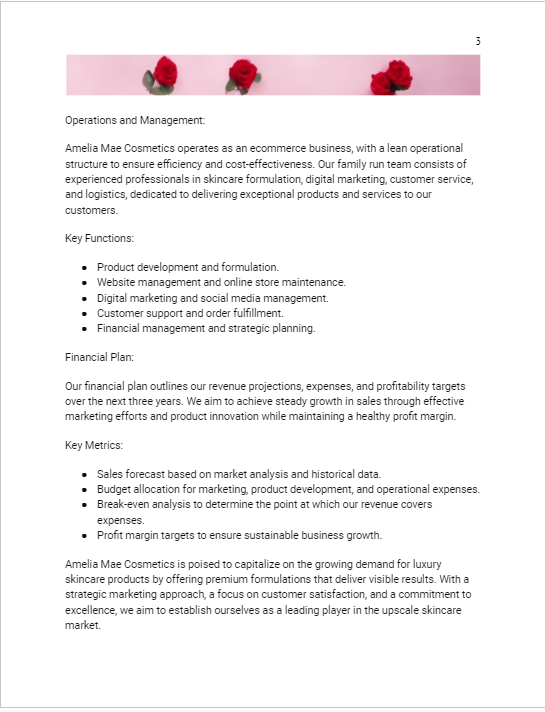 3
Operations and Management:
Amelia Mae Cosmetics operates as an ecommerce business, with a lean operational
structure to ensure efficiency and cost-effectiveness. Our family run team consists of
experienced professionals in skincare formulation, digital marketing, customer service,
and logistics, dedicated to delivering exceptional products and services to our
customers.
Key Functions:
● Product development and formulation.
● Website management and online store maintenance.
● Digital marketing and social media management.
● Customer support and order fulfillment.
● Financial management and strategic planning.
Financial Plan:
Our financial plan outlines our revenue projections, expenses, and profitability targets
over the next three years. We aim to achieve steady growth in sales through effective
marketing efforts and product innovation while maintaining a healthy profit margin.
Key Metrics:
● Sales forecast based on market analysis and historical data.
● Budget allocation for marketing, product development, and operational expenses.
● Break-even analysis to determine the point at which our revenue covers
expenses.
● Profit margin targets to ensure sustainable business growth.
Amelia Mae Cosmetics is poised to capitalize on the growing demand for luxury
skincare products by offering premium formulations that deliver visible results. With a
strategic marketing approach, a focus on customer satisfaction, and a commitment to
excellence, we aim to establish ourselves as a leading player in the upscale skincare
market.